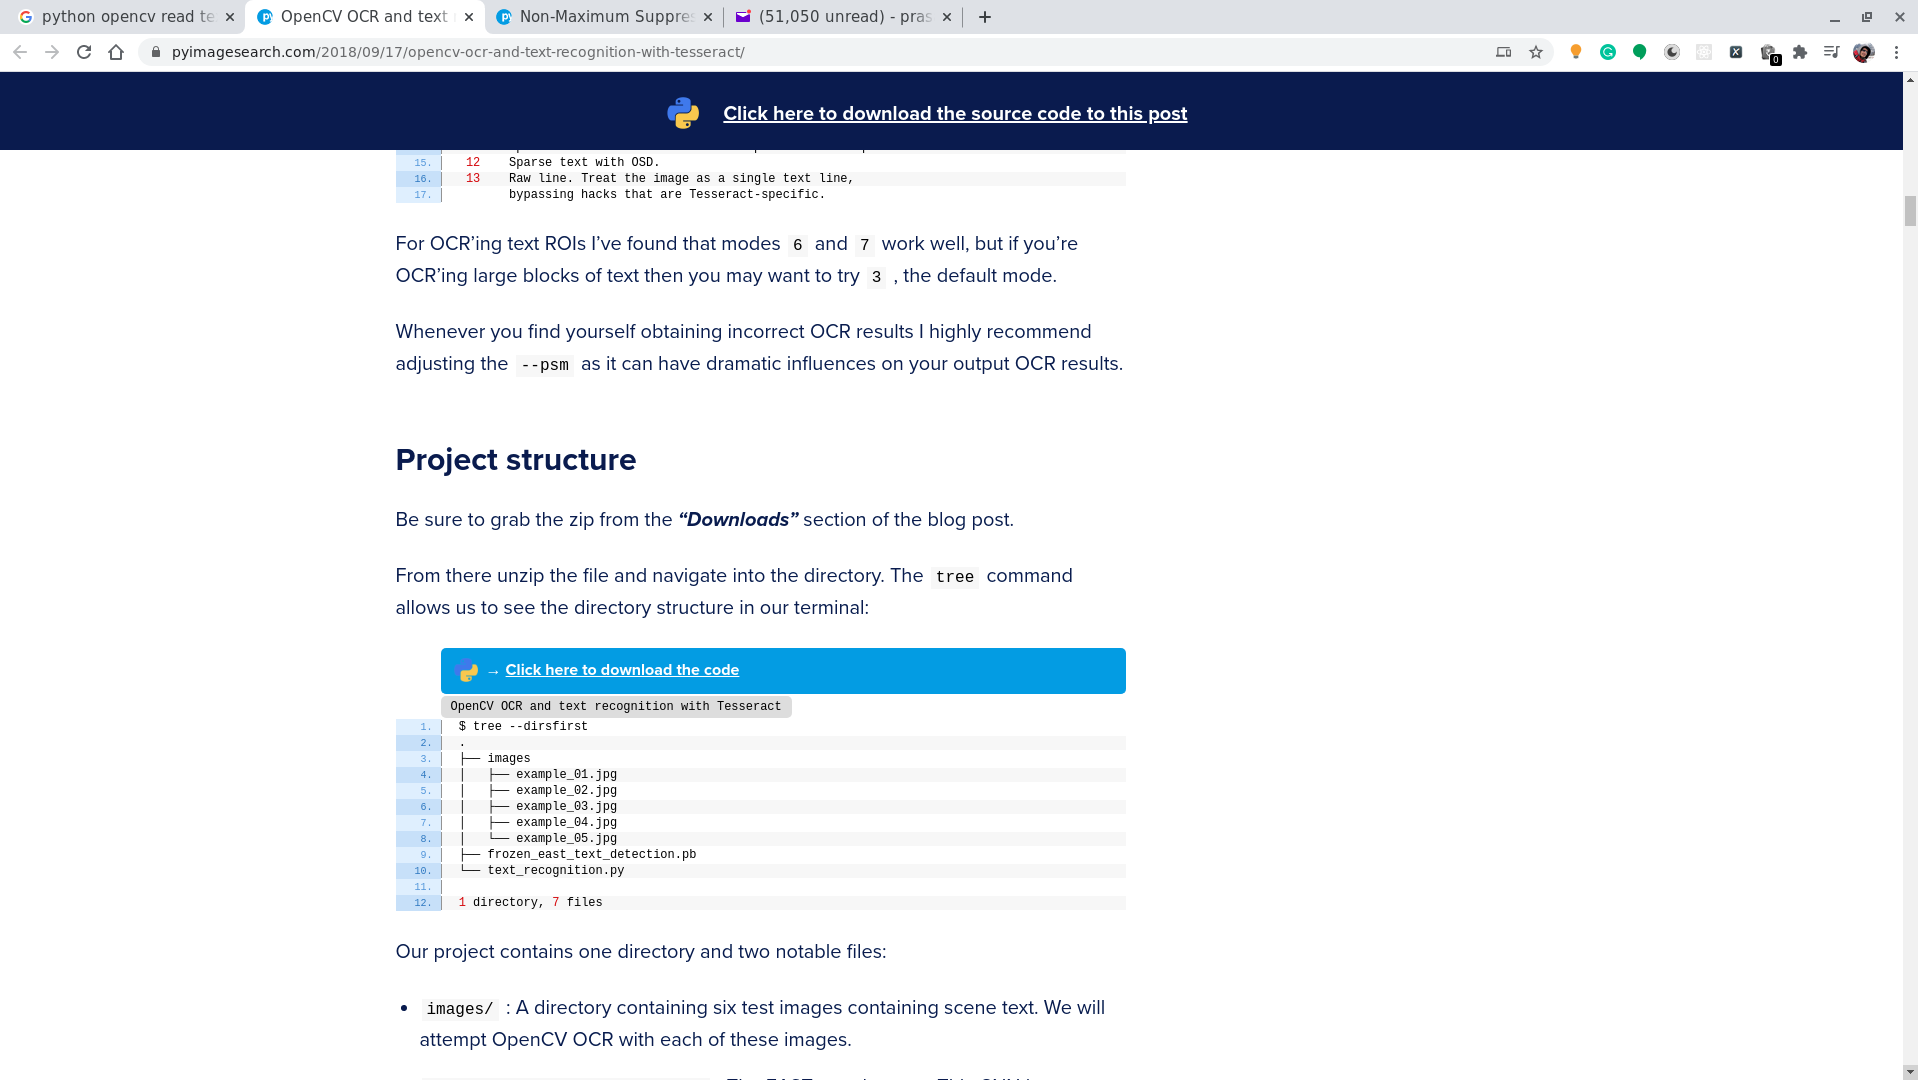 python opencv read te
OpenCV OCR and text
Non-Maximum Suppres
(51,050 unread) - pras
pyimagesearch.com/2018/09/17/opencv-ocr-and-text-recognition-with-tesseract/
0
Click here to download the source code to this post
15. 12 Sparse text with OSD.
16. 13 Raw line. Treat the image as a single text line,
17. bypassing hacks that are Tesseract-specific.
For OCR’ing text ROIs I’ve found that modes 6 and 7 work well, but if you’re
OCR’ing large blocks of text then you may want to try 3 , the default mode.
Whenever you find yourself obtaining incorrect OCR results I highly recommend
adjusting the --psm as it can have dramatic influences on your output OCR results.
Project structure
Be sure to grab the zip from the “Downloads” section of the blog post.
From there unzip the file and navigate into the directory. The tree command
allows us to see the directory structure in our terminal:
→ Click here to download the code
OpenCV OCR and text recognition with Tesseract
1. $ tree --dirsfirst
2. .
3. ├── images
4. │   ├── example_01.jpg
5. │   ├── example_02.jpg
6. │   ├── example_03.jpg
7. │   ├── example_04.jpg
8. │   └── example_05.jpg
9. ├── frozen_east_text_detection.pb
10. └── text_recognition.py
11.
12. 1 directory, 7 files
Our project contains one directory and two notable files:
• images/ : A directory containing six test images containing scene text. We will
attempt OpenCV OCR with each of these images.